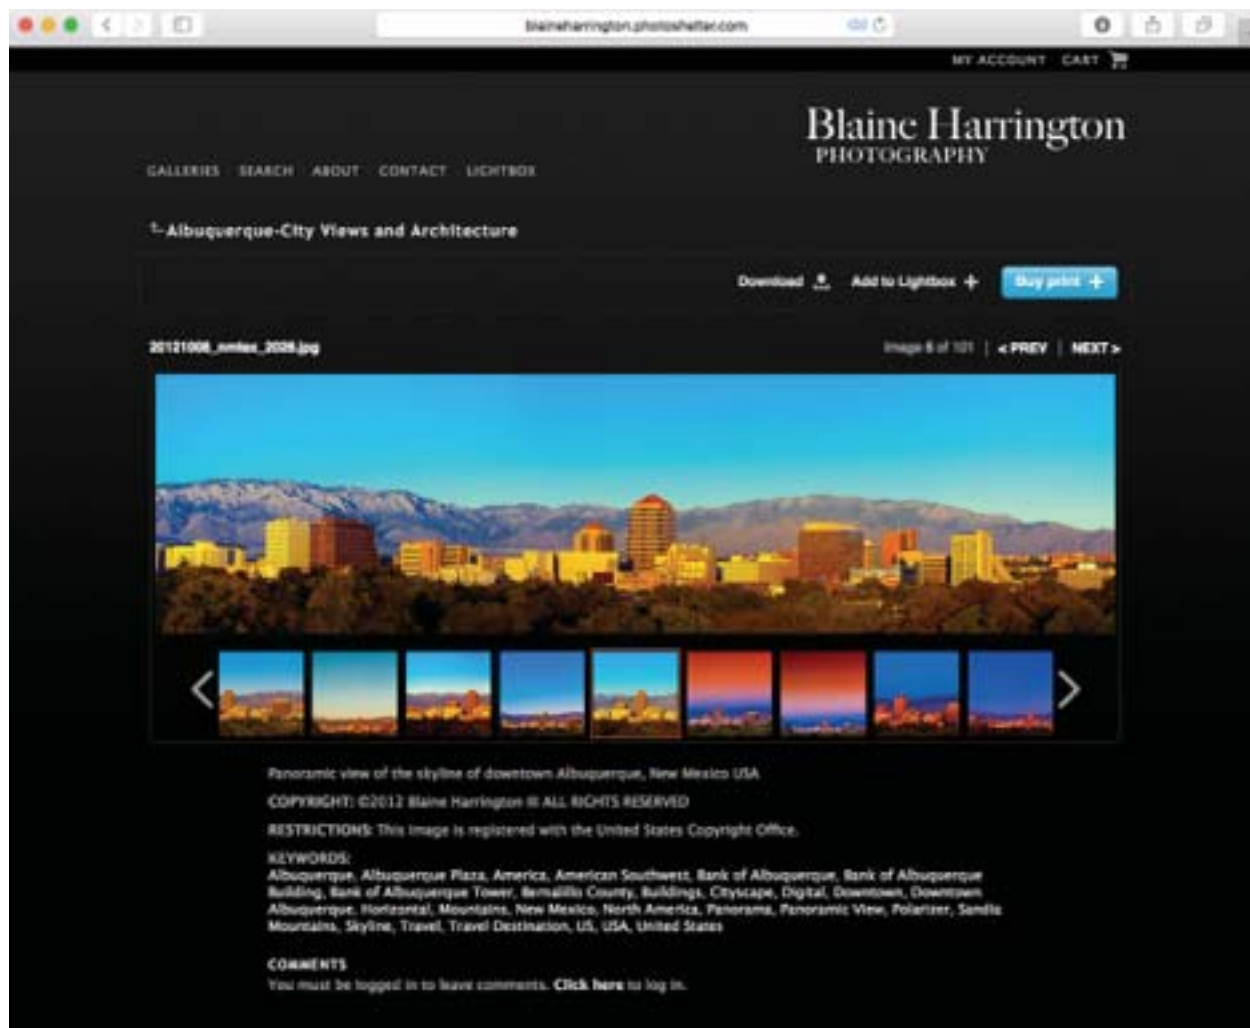 blaineharrington.photoshelter.com
MY ACCOUNT CART
Blaine Harrington
PHOTOGRAPHY
GALLERIES SEARCH ABOUT CONTACT LIGHTBOX
Albuquerque-City Views and Architecture
Download Add to Lightbox + Buy print +
20121008_nmtex_2026.jpg Image 6 of 101 | < PREV | NEXT >
Panoramic view of the skyline of downtown Albuquerque, New Mexico USA
COPYRIGHT: ©2012 Blaine Harrington III ALL RIGHTS RESERVED
RESTRICTIONS: This image is registered with the United States Copyright Office.
KEYWORDS:
Albuquerque, Albuquerque Plaza, America, American Southwest, Bank of Albuquerque, Bank of Albuquerque
Building, Bank of Albuquerque Tower, Bernalillo County, Buildings, Cityscape, Digital, Downtown, Downtown
Albuquerque, Horizontal, Mountains, New Mexico, North America, Panorama, Panoramic View, Polarizer, Sandia
Mountains, Skyline, Travel, Travel Destination, US, USA, United States
COMMENTS
You must be logged in to leave comments. Click here to log in.